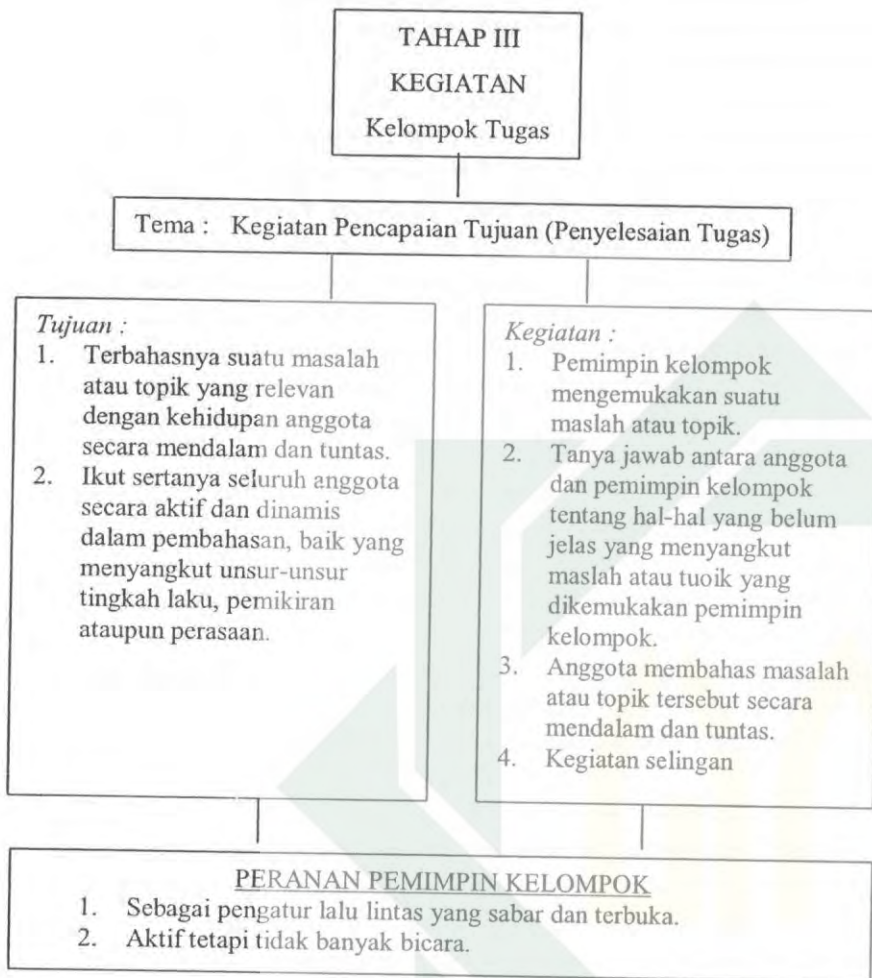 TAHAP III
KEGIATAN
Kelompok Tugas
Tema : Kegiatan Pencapaian Tujuan (Penyelesaian Tugas)
Tujuan :
1. Terbahasnya suatu masalah
atau topik yang relevan
dengan kehidupan anggota
secara mendalam dan tuntas.
2. Ikut sertanya seluruh anggota
secara aktif dan dinamis
dalam pembahasan, baik yang
menyangkut unsur-unsur
tingkah laku, pemikiran
ataupun perasaan.
Kegiatan :
1. Pemimpin kelompok
mengemukakan suatu
maslah atau topik.
2. Tanya jawab antara anggota
dan pemimpin kelompok
tentang hal-hal yang belum
jelas yang menyangkut
maslah atau tuoik yang
dikemukakan pemimpin
kelompok.
3. Anggota membahas masalah
atau topik tersebut secara
mendalam dan tuntas.
4. Kegiatan selingan
PERANAN PEMIMPIN KELOMPOK
1. Sebagai pengatur lalu lintas yang sabar dan terbuka.
2. Aktif tetapi tidak banyak bicara.